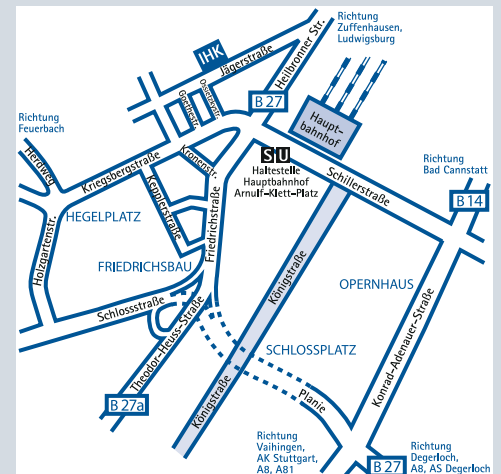 Richtung
Zuffenhausen,
Ludwigsburg
IHK
Jägerstraße
Heilbronner Str.
Ossietzkystr.
Goethestr.
B 27
Haupt-
bahnhof
Richtung
Feuerbach
Herdweg
Kriegsbergstraße
Kronenstr.
S U
Haltestelle
Hauptbahnhof
Arnulf-Klett-Platz
Schillerstraße
Richtung
Bad Cannstatt
B 14
Keplerstraße
Friedrichstraße
HEGELPLATZ
Holzgartenstr.
FRIEDRICHSBAU
Königstraße
OPERNHAUS
Schlossstraße
Theodor-Heuss-Straße
SCHLOSSPLATZ
Konrad-Adenauer-Straße
B 27a
Königstraße
Planie
Richtung
Vaihingen,
AK Stuttgart,
A8, A81
B 27
Richtung
Degerloch,
A8, AS Degerloch